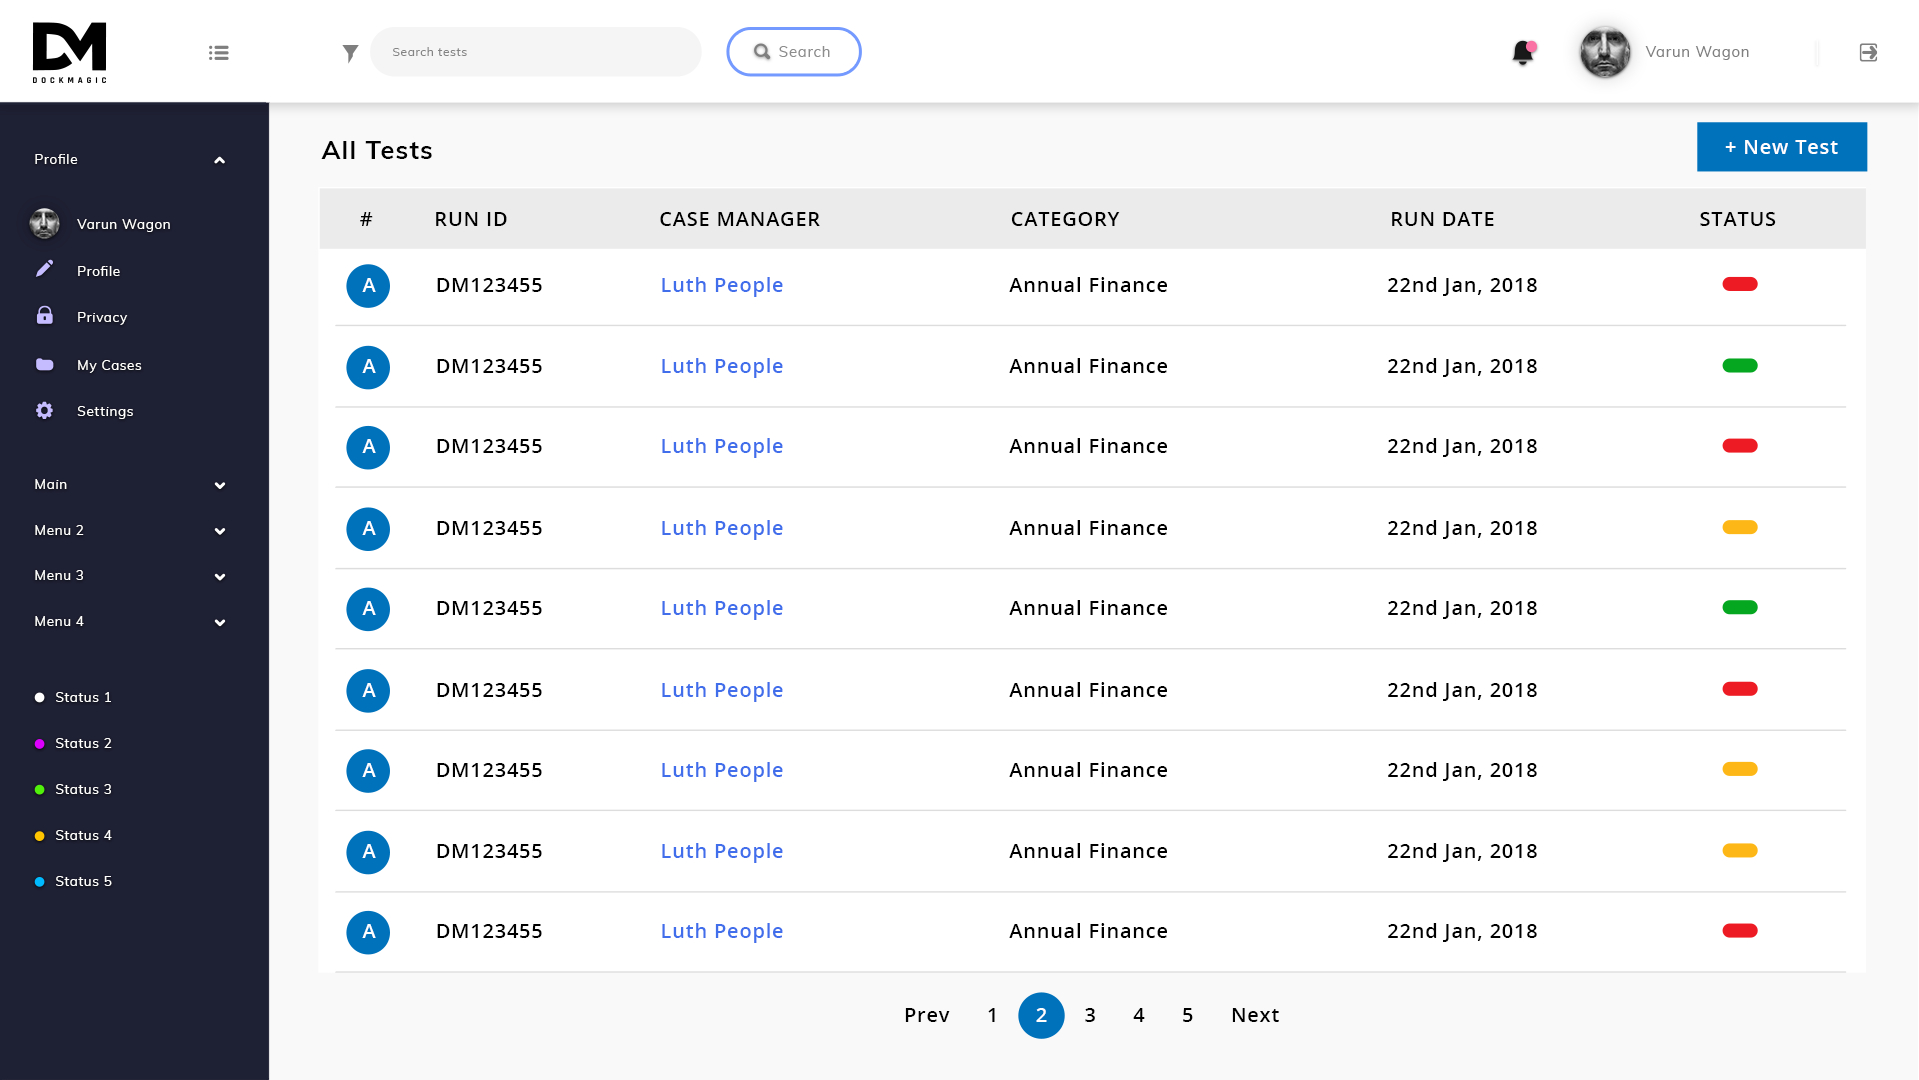 DM
DOCKMAGIC
Search tests
Search
Varun Wagon
Profile
Varun Wagon
Profile
Privacy
My Cases
Settings
Main
Menu 2
Menu 3
Menu 4
Status 1
Status 2
Status 3
Status 4
Status 5
All Tests
+ New Test
# RUN ID CASE MANAGER CATEGORY RUN DATE STATUS
A DM123455 Luth People Annual Finance 22nd Jan, 2018
A DM123455 Luth People Annual Finance 22nd Jan, 2018
A DM123455 Luth People Annual Finance 22nd Jan, 2018
A DM123455 Luth People Annual Finance 22nd Jan, 2018
A DM123455 Luth People Annual Finance 22nd Jan, 2018
A DM123455 Luth People Annual Finance 22nd Jan, 2018
A DM123455 Luth People Annual Finance 22nd Jan, 2018
A DM123455 Luth People Annual Finance 22nd Jan, 2018
A DM123455 Luth People Annual Finance 22nd Jan, 2018
Prev 1 2 3 4 5 Next